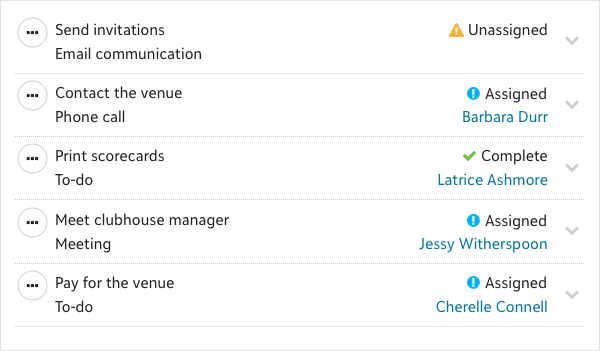 Send invitations Unassigned
Email communication
Contact the venue Assigned
Phone call Barbara Durr
Print scorecards Complete
To-do Latrice Ashmore
Meet clubhouse manager Assigned
Meeting Jessy Witherspoon
Pay for the venue Assigned
To-do Cherelle Connell